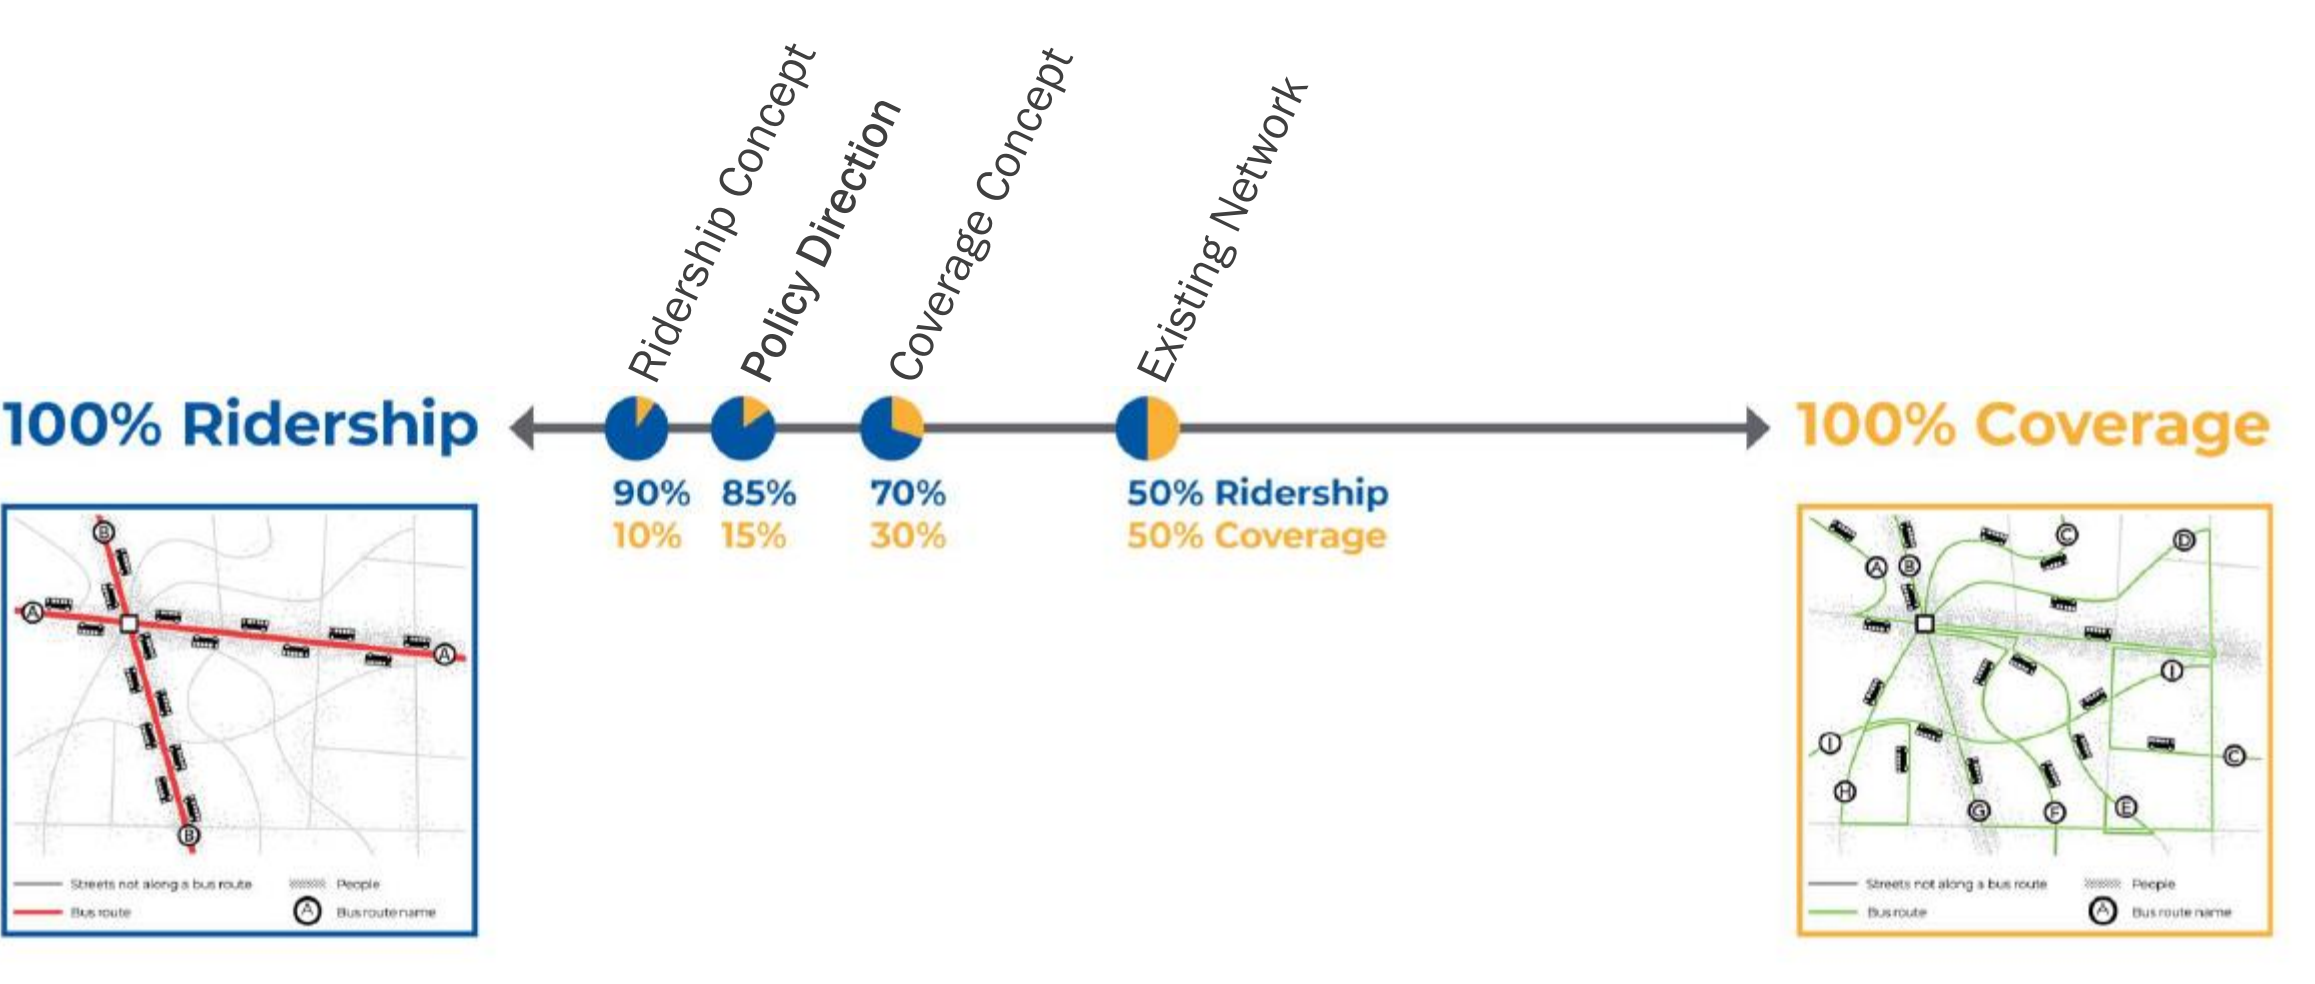 Ridership Concept
Policy Direction
Coverage Concept
Existing Network
100% Ridership
100% Coverage
90%
10%
85%
15%
70%
30%
50% Ridership
50% Coverage
B
A
A
B
Streets not along a bus route
People
Bus route
A
Bus route name
A
B
C
D
I
I
C
H
G
F
E
Streets not along a bus route
People
Bus route
A
Bus route name